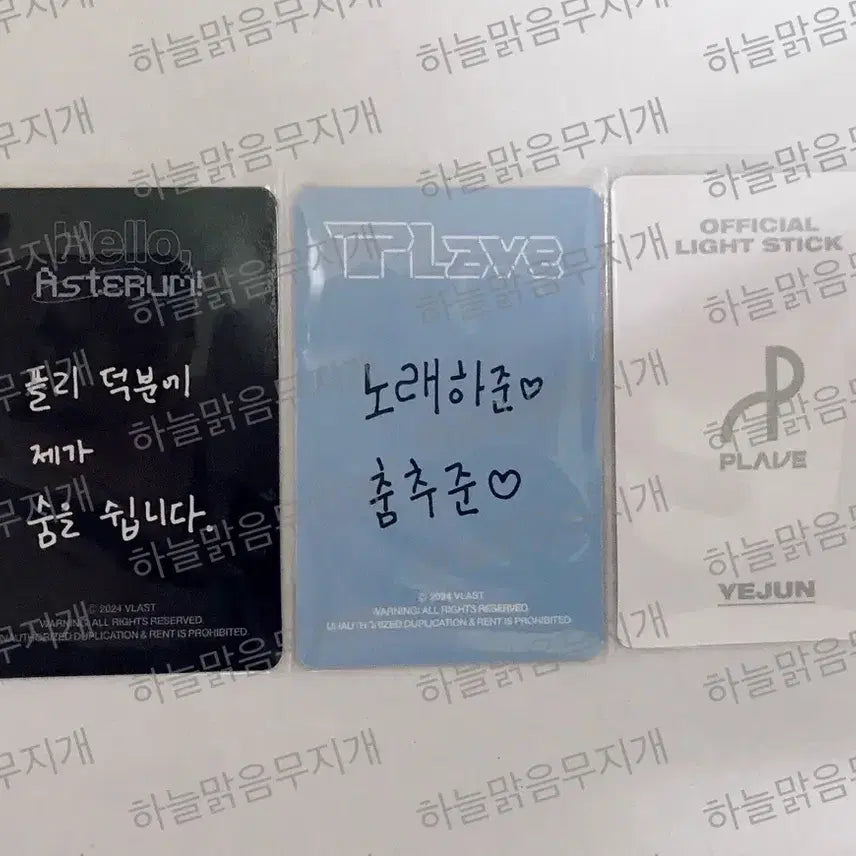 Hello,
Asterum!
플리 덕분에
제가
숨을 쉽니다.
© 2024 VLAST
WARNING! ALL RIGHTS RESERVED.
UNAUTHORIZED DUPLICATION & RENT IS PROHIBITED.
PLAVE
노래하준♡
춤추준♡
© 2024 VLAST
WARNING! ALL RIGHTS RESERVED.
UNAUTHORIZED DUPLICATION & RENT IS PROHIBITED.
OFFICIAL
LIGHT STICK
PLAVE
YEJUN
하늘맑음무지개